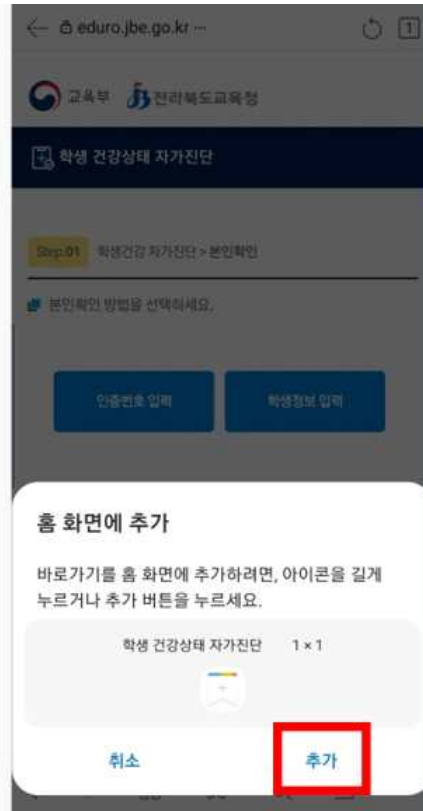 eduro.jbe.go.kr ···
1
교육부 전라북도교육청
학생 건강상태 자가진단
Step.01 학생건강 자가진단 > 본인확인
본인확인 방법을 선택하세요.
인증번호 입력 학생정보 입력
홈 화면에 추가
바로가기를 홈 화면에 추가하려면, 아이콘을 길게
누르거나 추가 버튼을 누르세요.
학생 건강상태 자가진단 1 × 1
취소 추가